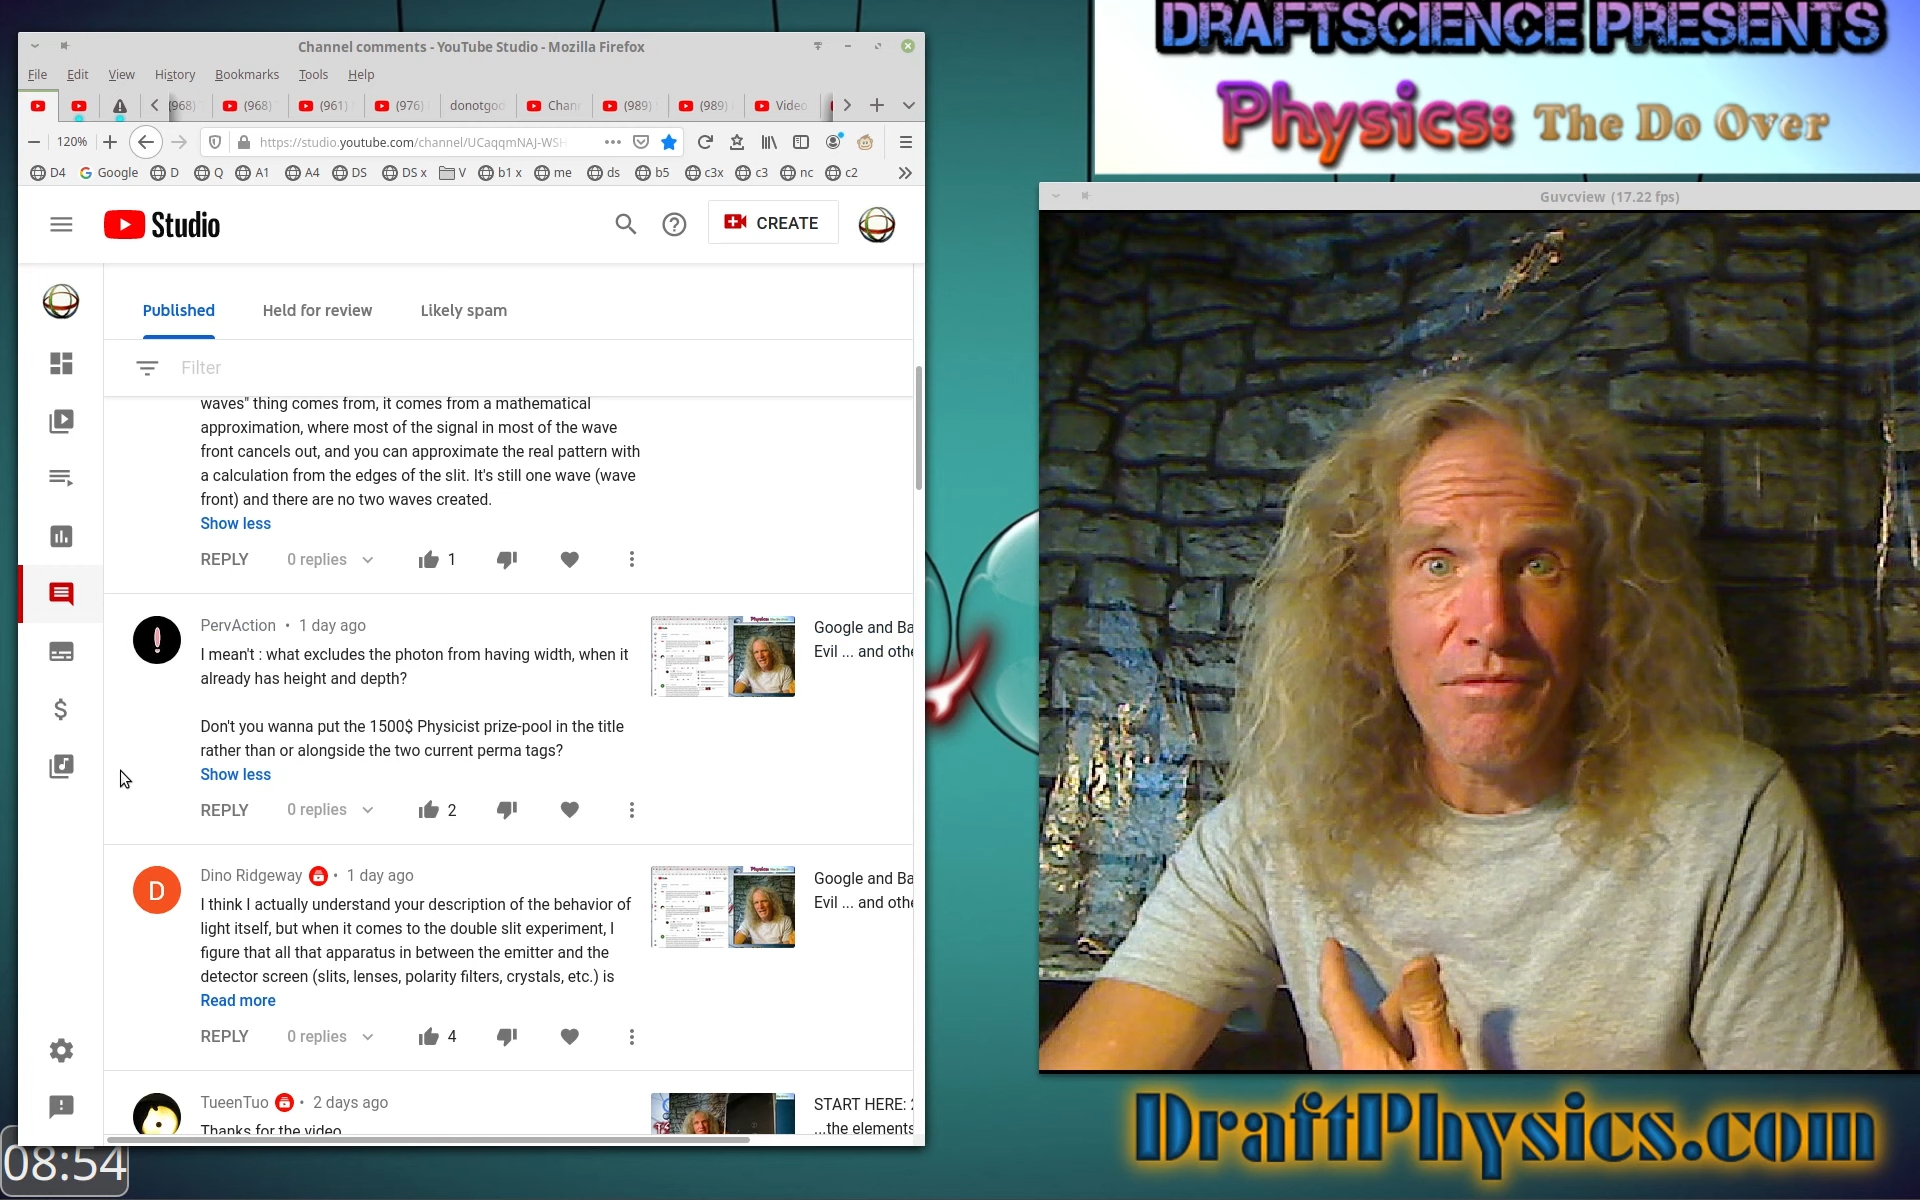 DRAFTSCIENCE PRESENTS
Physics: The Do Over
Channel comments - YouTube Studio - Mozilla Firefox
File Edit View History Bookmarks Tools Help
(968) (968) (961) (976) donotgod Chan (989) (989) Video
120% https://studio.youtube.com/channel/UCaqqmNAJ-WSH
D4 Google D Q A1 A4 DS DS x V b1 x me ds b5 c3x c3 nc c2
Studio
CREATE
Guvcview (17.22 fps)
Published Held for review Likely spam
Filter
waves" thing comes from, it comes from a mathematical
approximation, where most of the signal in most of the wave
front cancels out, and you can approximate the real pattern with
a calculation from the edges of the slit. It's still one wave (wave
front) and there are no two waves created.
Show less
REPLY 0 replies 1
PervAction • 1 day ago
I mean't : what excludes the photon from having width, when it
already has height and depth?
Don't you wanna put the 1500$ Physicist prize-pool in the title
rather than or alongside the two current perma tags?
Show less
Google and Ba
Evil ... and othe
REPLY 0 replies 2
D
Dino Ridgeway • 1 day ago
I think I actually understand your description of the behavior of
light itself, but when it comes to the double slit experiment, I
figure that all that apparatus in between the emitter and the
detector screen (slits, lenses, polarity filters, crystals, etc.) is
Read more
Google and Ba
Evil ... and othe
REPLY 0 replies 4
TueenTuo • 2 days ago
Thanks for the video
START HERE:
...the elements
08:54
DraftPhysics.com